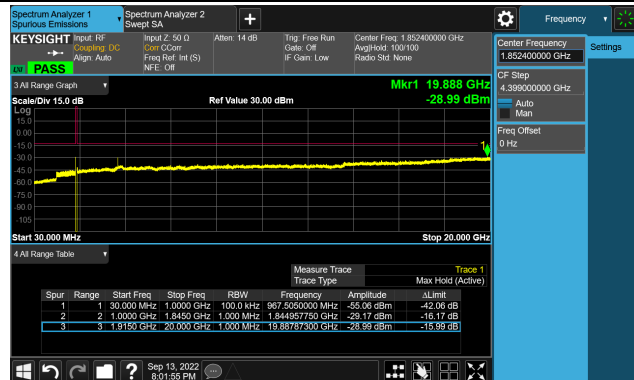 Spectrum Analyzer 1
Spurious Emissions
Spectrum Analyzer 2
Swept SA
+
Frequency
KEYSIGHT
Input: RF
Coupling: DC
Align: Auto
Input Z: 50 Ω
Corr CCorr
Freq Ref: Int (S)
NFE: Off
Atten: 14 dB
Trig: Free Run
Gate: Off
IF Gain: Low
Center Freq: 1.852400000 GHz
Avg|Hold: 100/100
Radio Std: None
LXI PASS
Center Frequency
1.852400000 GHz
Settings
CF Step
4.399000000 GHz
Auto
Man
Freq Offset
0 Hz
3 All Range Graph
Mkr1 19.888 GHz
-28.99 dBm
Scale/Div 15.0 dB
Ref Value 30.00 dBm
Log
15.0
0.00
-15.0
-30.0
-45.0
-60.0
-75.0
-90.0
-105
1
Start 30.000 MHz
Stop 20.000 GHz
4 All Range Table
Measure Trace Trace 1
Trace Type Max Hold (Active)
Spur Range Start Freq Stop Freq RBW Frequency Amplitude ΔLimit
1 1 30.000 MHz 1.0000 GHz 100.0 kHz 967.5050000 MHz -55.06 dBm -42.06 dB
2 2 1.0000 GHz 1.8450 GHz 1.000 MHz 1.844957750 GHz -29.17 dBm -16.17 dB
3 3 1.9150 GHz 20.000 GHz 1.000 MHz 19.88787300 GHz -28.99 dBm -15.99 dB
?
Sep 13, 2022
8:01:55 PM